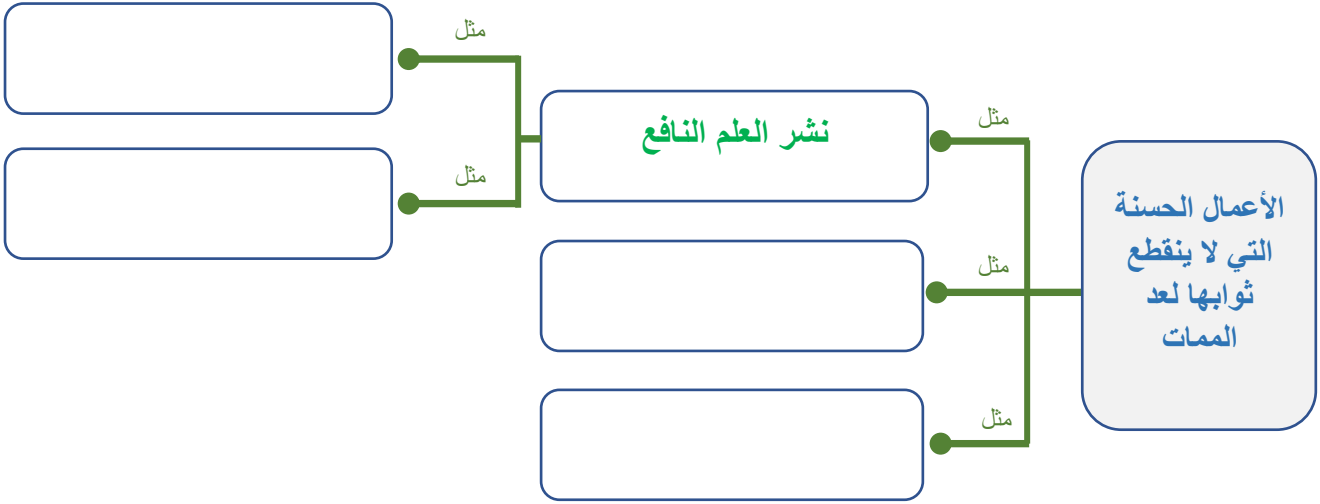 الأعمال الحسنة
التي لا ينقطع
ثوابها لعد
الممات
مثل
نشر العلم النافع
مثل
مثل
مثل
مثل